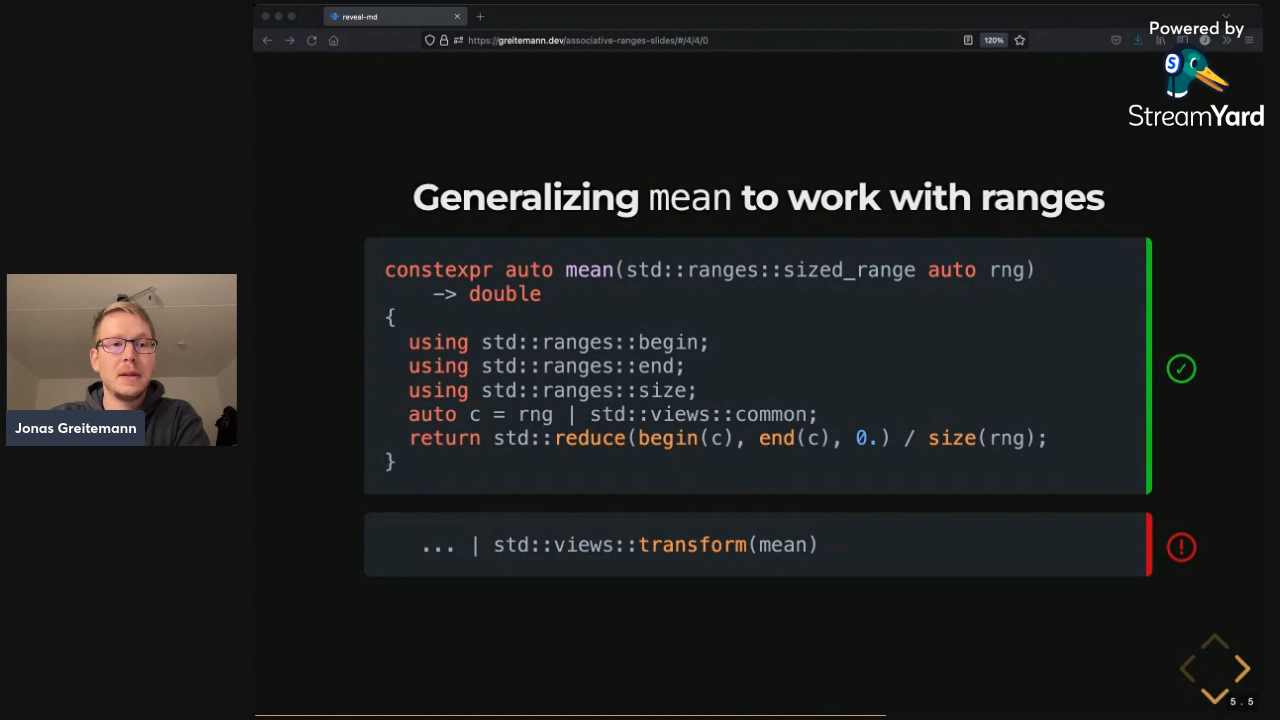 reveal-md
https://greitemann.dev/associative-ranges-slides/#/4/4/0
120%
Powered by
S
StreamYard
Generalizing mean to work with ranges
constexpr auto mean(std::ranges::sized_range auto rng)
-> double
{
using std::ranges::begin;
using std::ranges::end;
using std::ranges::size;
auto c = rng | std::views::common;
return std::reduce(begin(c), end(c), 0.) / size(rng);
}
... | std::views::transform(mean)
Jonas Greitemann
5.5